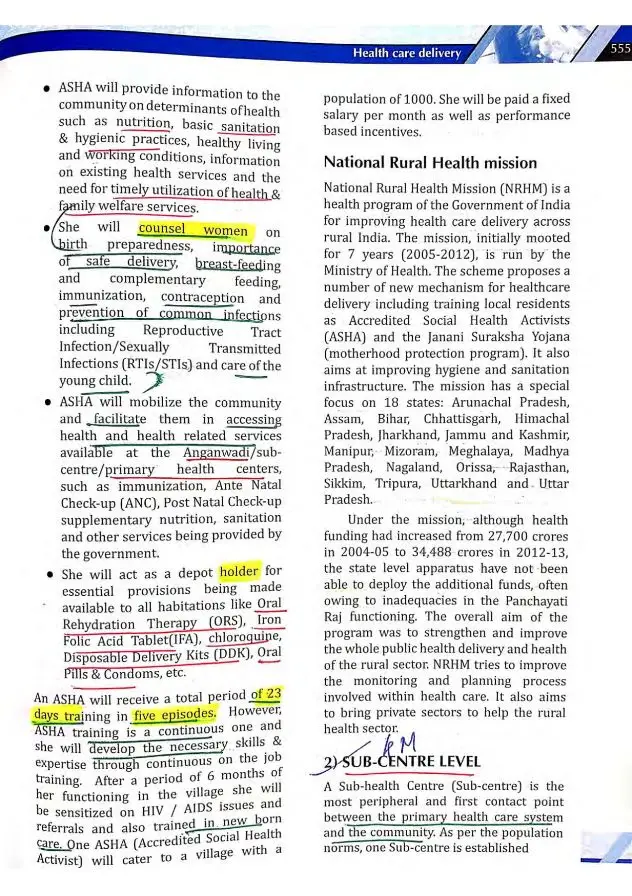 Health care delivery
555
• ASHA will provide information to the
community on determinants of health
such as nutrition, basic sanitation
& hygienic practices, healthy living
and working conditions, information
on existing health services and the
need for timely utilization of health &
family welfare services.
• She will counsel women on
birth preparedness, importance
of safe delivery, breast-feeding
and complementary feeding,
immunization, contraception and
prevention of common infections
including Reproductive Tract
Infection/Sexually Transmitted
Infections (RTIs/STIs) and care of the
young child.
• ASHA will mobilize the community
and facilitate them in accessing
health and health related services
available at the Anganwadi/sub-
centre/primary health centers,
such as immunization, Ante Natal
Check-up (ANC), Post Natal Check-up
supplementary nutrition, sanitation
and other services being provided by
the government.
• She will act as a depot holder for
essential provisions being made
available to all habitations like Oral
Rehydration Therapy (ORS), Iron
Folic Acid Tablet(IFA), chloroquine,
Disposable Delivery Kits (DDK), Oral
Pills & Condoms, etc.
An ASHA will receive a total period of 23
days training in five episodes. However,
ASHA training is a continuous one and
she will develop the necessary skills &
expertise through continuous on the job
training. After a period of 6 months of
her functioning in the village she will
be sensitized on HIV / AIDS issues and
referrals and also trained in new born
care. One ASHA (Accredited Social Health
Activist) will cater to a village with a
population of 1000. She will be paid a fixed
salary per month as well as performance
based incentives.
National Rural Health mission
National Rural Health Mission (NRHM) is a
health program of the Government of India
for improving health care delivery across
rural India. The mission, initially mooted
for 7 years (2005-2012), is run by the
Ministry of Health. The scheme proposes a
number of new mechanism for healthcare
delivery including training local residents
as Accredited Social Health Activists
(ASHA) and the Janani Suraksha Yojana
(motherhood protection program). It also
aims at improving hygiene and sanitation
infrastructure. The mission has a special
focus on 18 states: Arunachal Pradesh,
Assam, Bihar, Chhattisgarh, Himachal
Pradesh, Jharkhand, Jammu and Kashmir,
Manipur, Mizoram, Meghalaya, Madhya
Pradesh, Nagaland, Orissa, Rajasthan,
Sikkim, Tripura, Uttarkhand and Uttar
Pradesh.
Under the mission, although health
funding had increased from 27,700 crores
in 2004-05 to 34,488 crores in 2012-13,
the state level apparatus have not been
able to deploy the additional funds, often
owing to inadequacies in the Panchayati
Raj functioning. The overall aim of the
program was to strengthen and improve
the whole public health delivery and health
of the rural sector. NRHM tries to improve
the monitoring and planning process
involved within health care. It also aims
to bring private sectors to help the rural
health sector.
2) SUB-CENTRE LEVEL
A Sub-health Centre (Sub-centre) is the
most peripheral and first contact point
between the primary health care system
and the community. As per the population
norms, one Sub-centre is established